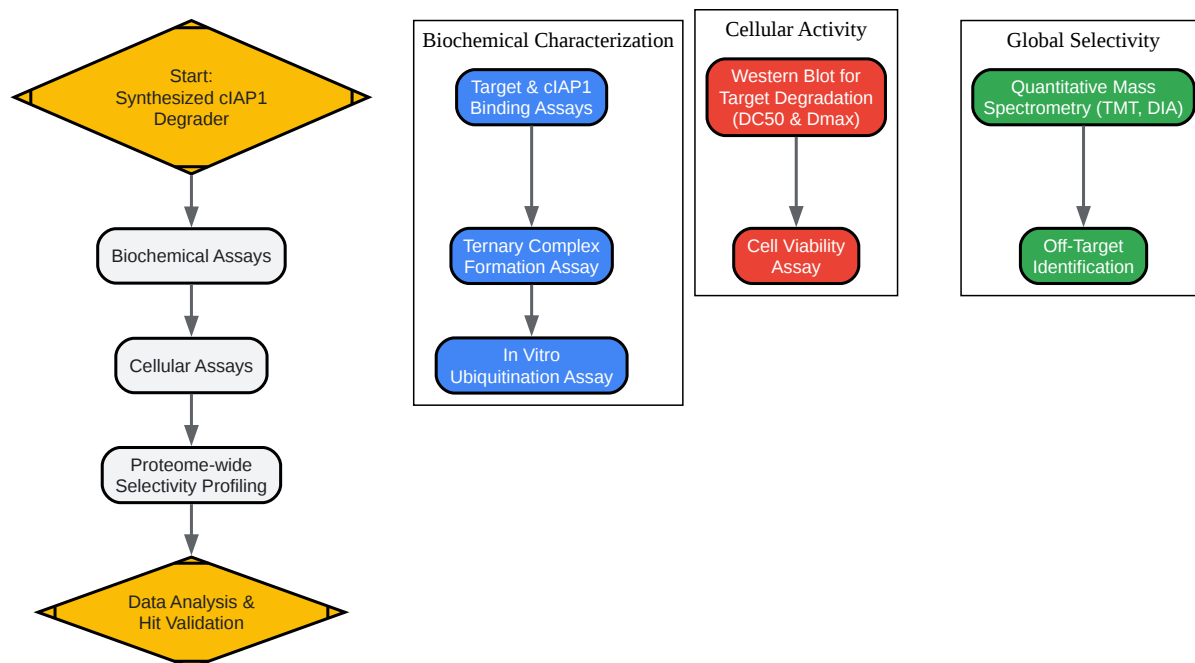 Start:
Synthesized cIAP1
Degrader
Biochemical Assays
Cellular Assays
Proteome-wide
Selectivity Profiling
Data Analysis &
Hit Validation
Biochemical Characterization
Target & cIAP1
Binding Assays
Ternary Complex
Formation Assay
In Vitro
Ubiquitination Assay
Cellular Activity
Western Blot for
Target Degradation
(DC50 & Dmax)
Cell Viability
Assay
Global Selectivity
Quantitative Mass
Spectrometry (TMT, DIA)
Off-Target
Identification